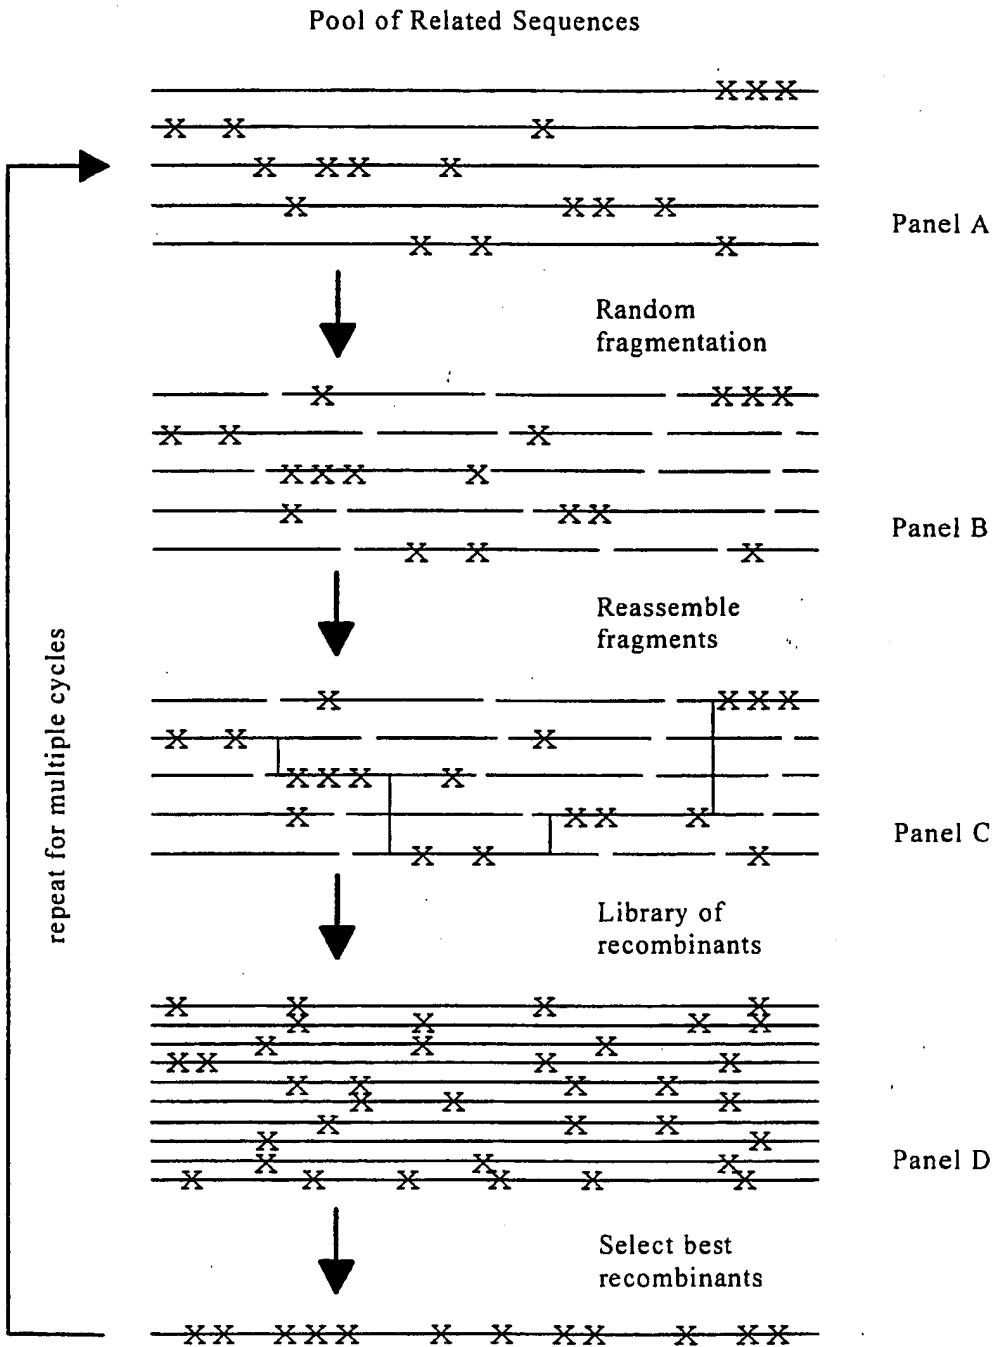 Pool of Related Sequences
Panel A
Random
fragmentation
Panel B
Reassemble
fragments
repeat for multiple cycles
Panel C
Library of
recombinants
Panel D
Select best
recombinants